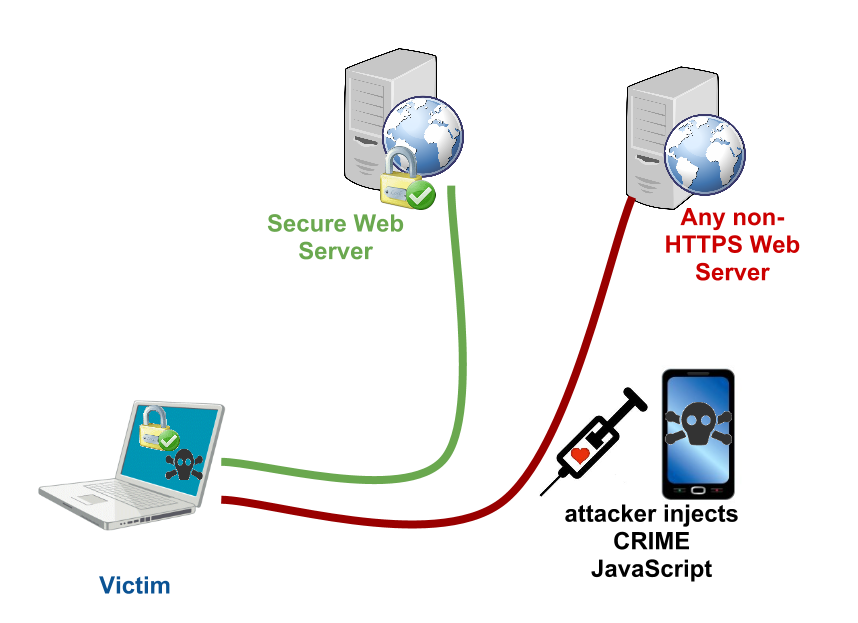 Secure Web
Server
Any non-
HTTPS Web
Server
attacker injects
CRIME
JavaScript
Victim